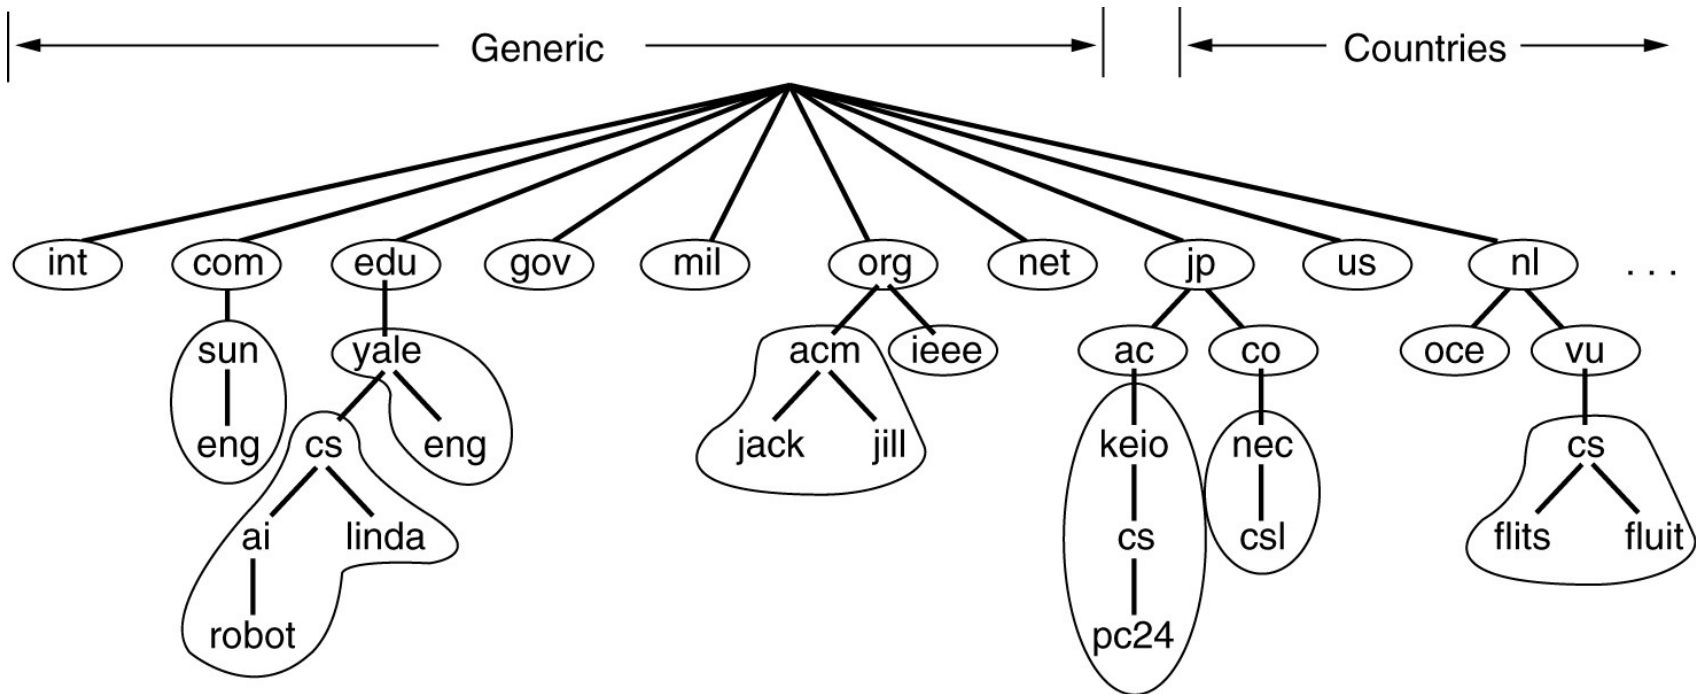 Generic Countries
int com edu gov mil org net jp us nl . . .
sun yale acm ieee ac co oce vu
eng cs eng jack jill keio nec cs
ai linda cs csl flits fluit
robot pc24